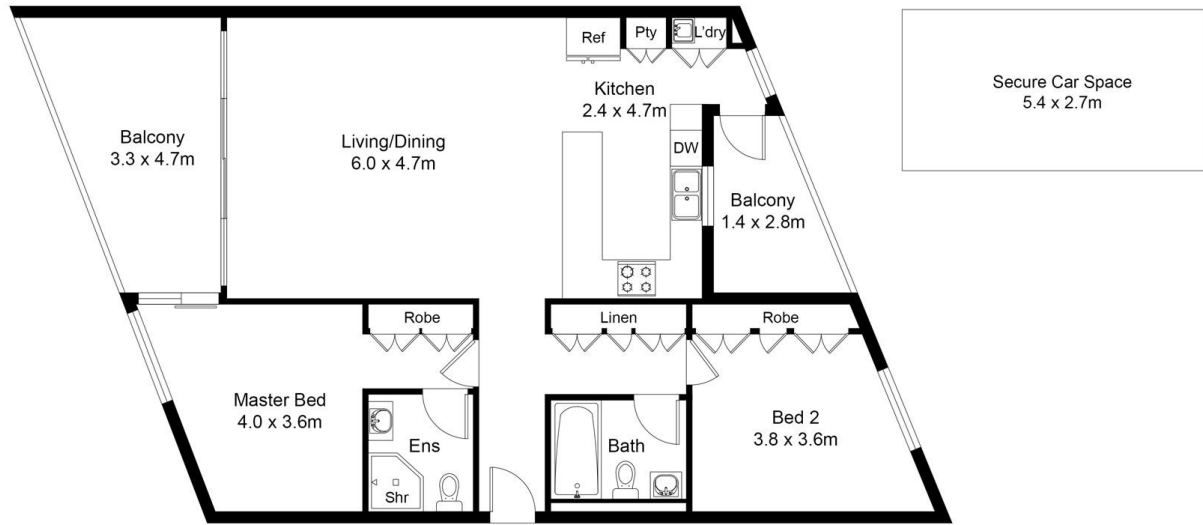 Ref
Pty
L'dry
Kitchen
2.4 x 4.7m
Secure Car Space
5.4 x 2.7m
Balcony
3.3 x 4.7m
Living/Dining
6.0 x 4.7m
DW
Balcony
1.4 x 2.8m
Robe
Linen
Robe
Master Bed
4.0 x 3.6m
Ens
Shr
Bath
Bed 2
3.8 x 3.6m